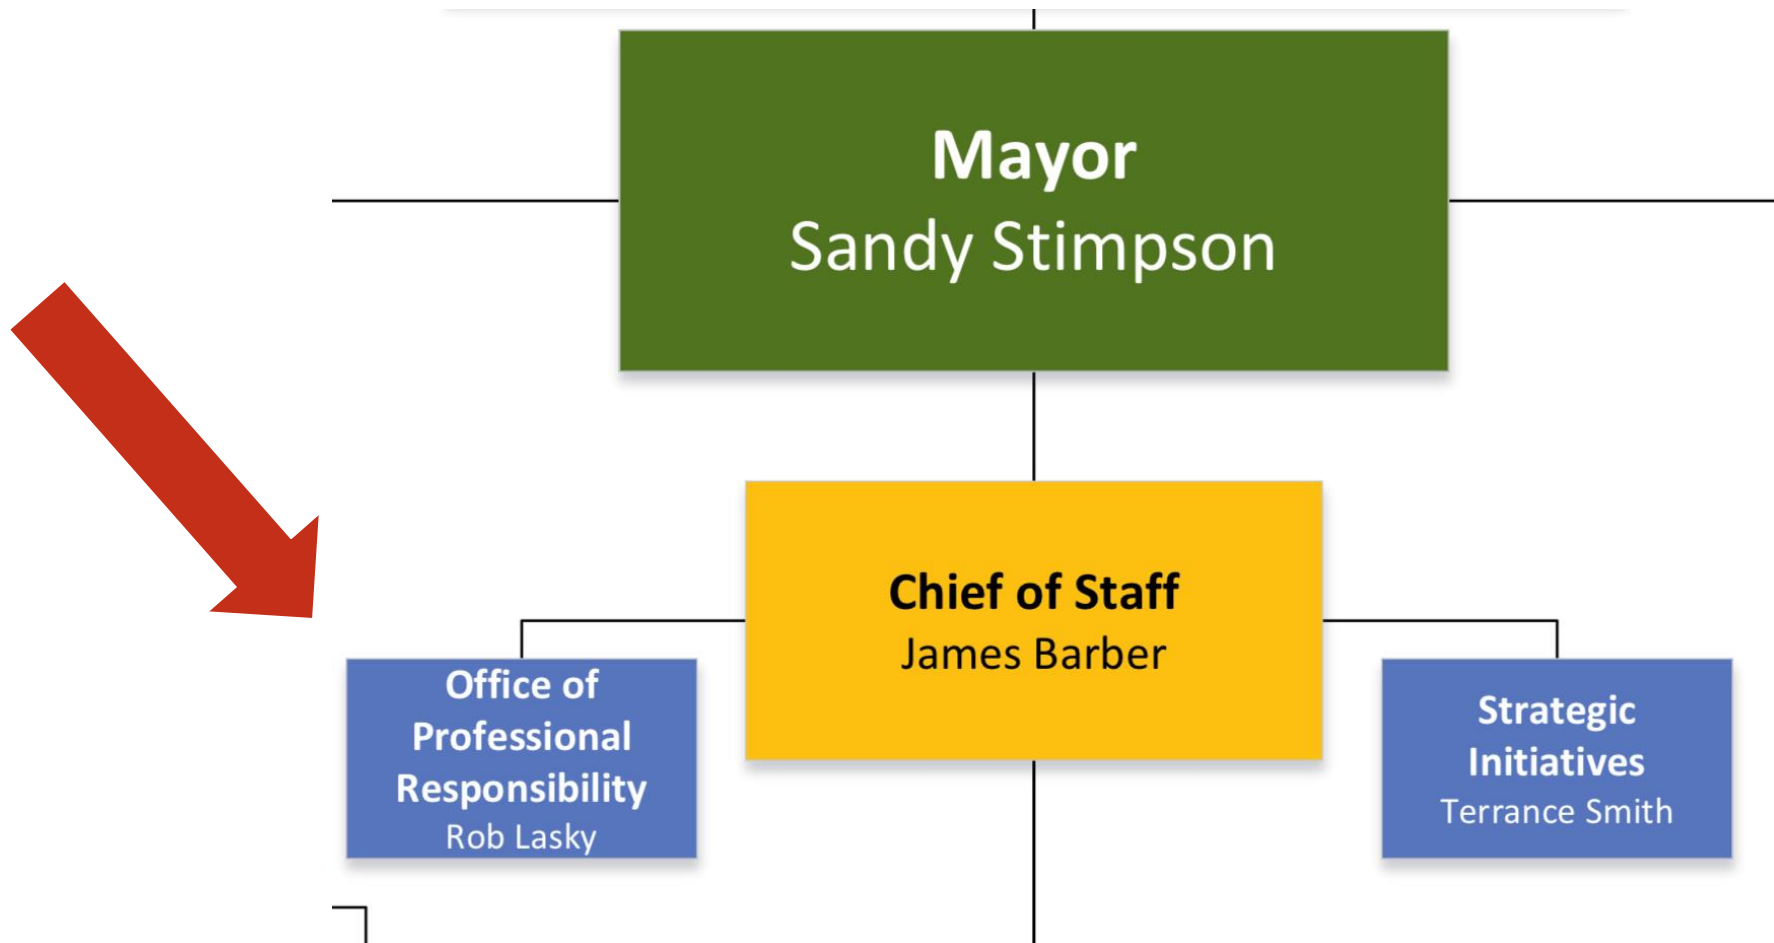 Mayor
Sandy Stimpson
Chief of Staff
James Barber
Office of
Professional
Responsibility
Rob Lasky
Strategic
Initiatives
Terrance Smith